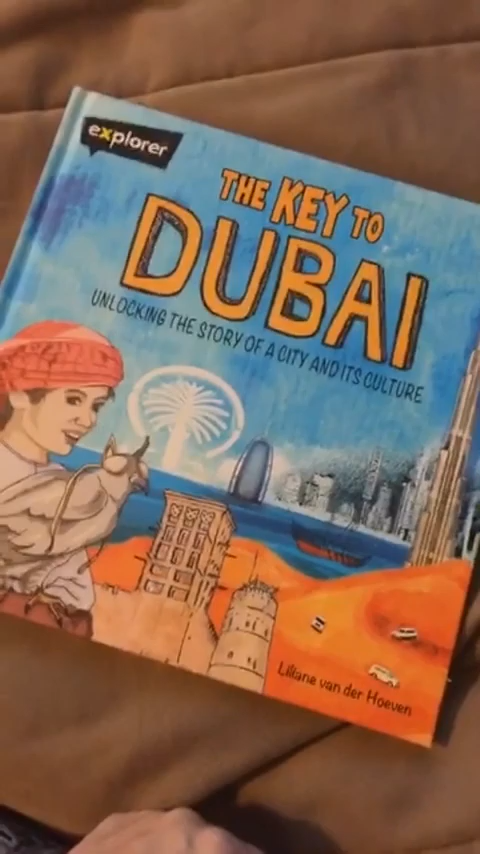 explorer
THE KEY TO
DUBAI
UNLOCKING THE STORY OF A CITY AND ITS CULTURE
Liliane van der Hoeven